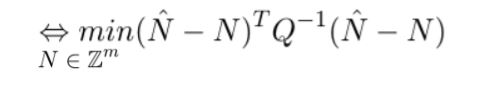 ⇔ min(N̂ − N)ᵀQ⁻¹(N̂ − N)
N ∈ ℤᵐ